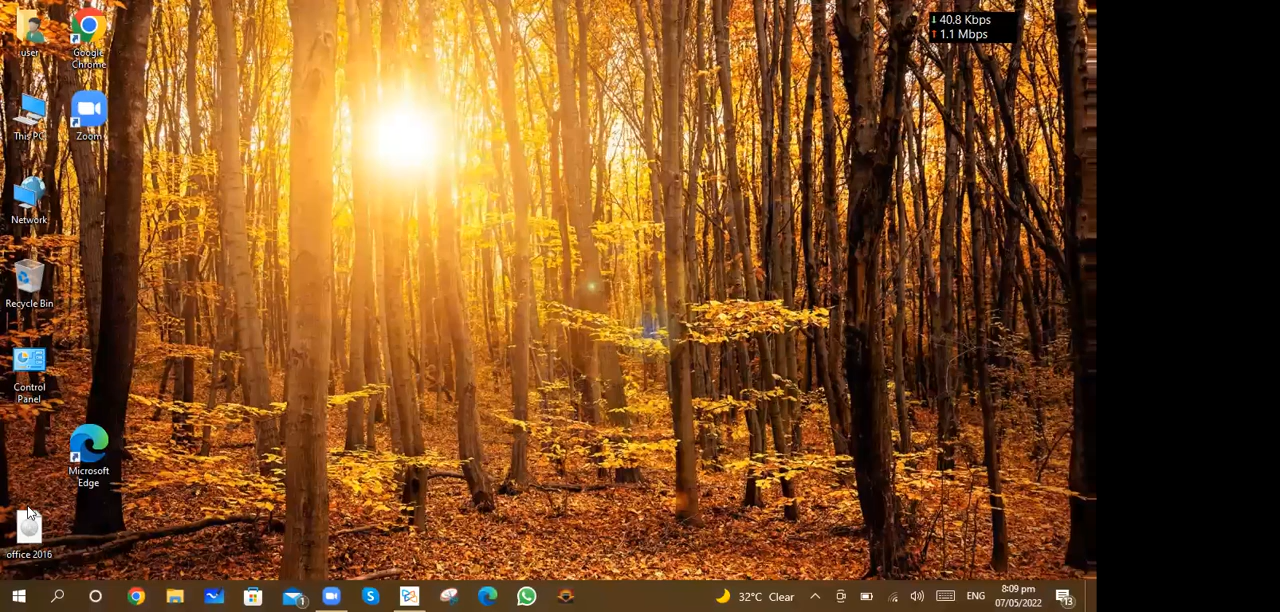 40.8 Kbps
1.1 Mbps
user
Google
Chrome
This PC
Zoom
Network
Recycle Bin
Control
Panel
Microsoft
Edge
office 2016
1
32°C Clear
ENG
8:09 pm
07/05/2022
13